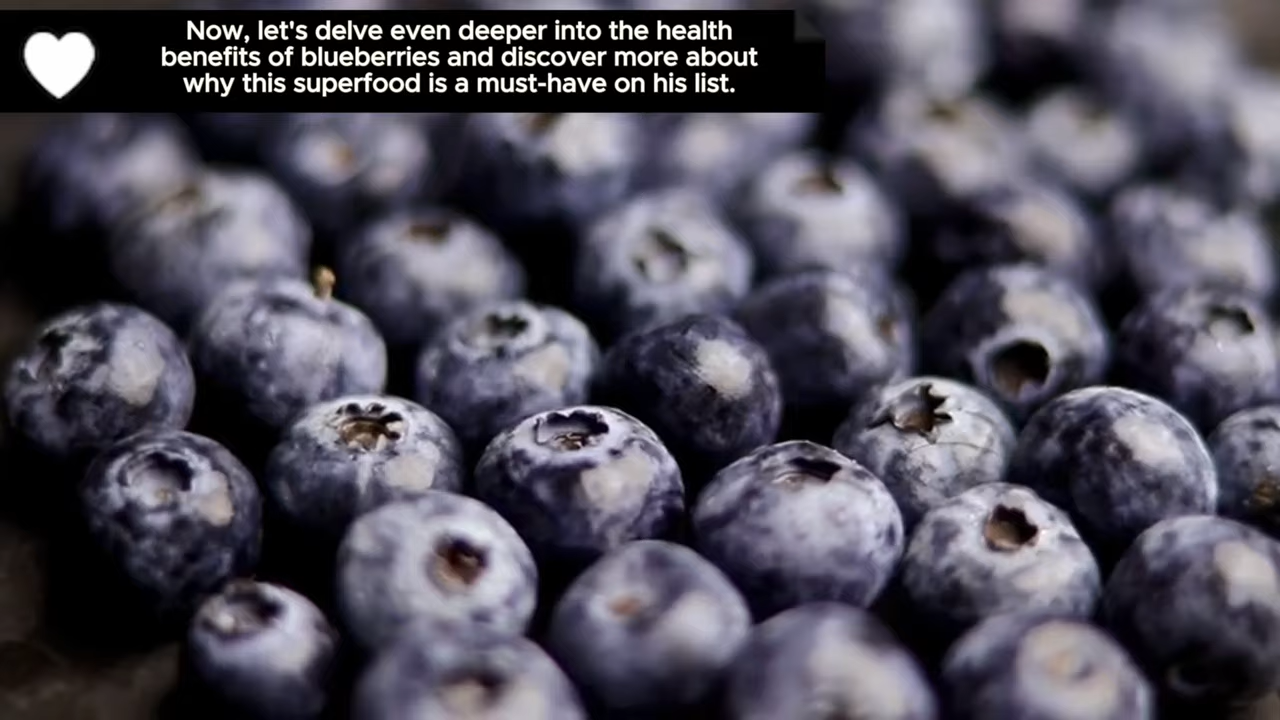 Now, let's delve even deeper into the health
benefits of blueberries and discover more about
why this superfood is a must-have on his list.